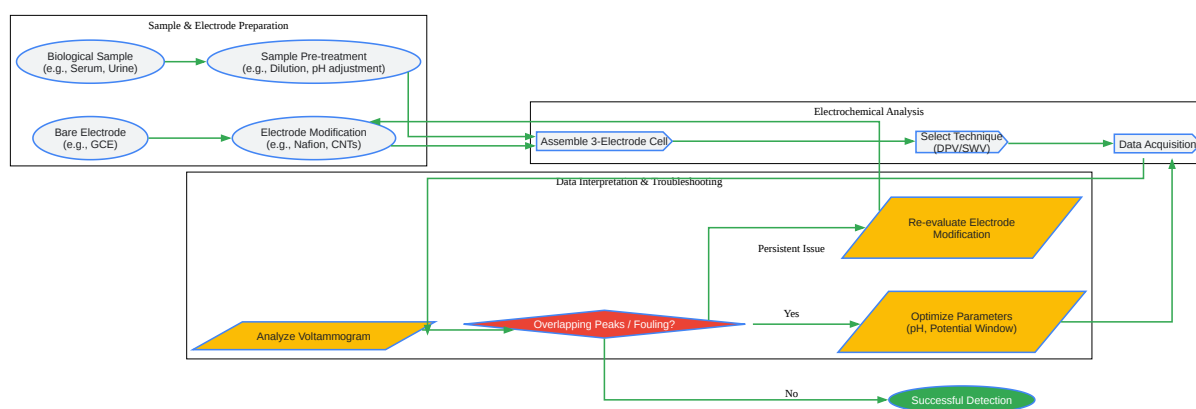 Sample & Electrode Preparation
Biological Sample
(e.g., Serum, Urine)
Sample Pre-treatment
(e.g., Dilution, pH adjustment)
Bare Electrode
(e.g., GCE)
Electrode Modification
(e.g., Nafion, CNTs)
Electrochemical Analysis
Assemble 3-Electrode Cell
Select Technique
(DPV/SWV)
Data Acquisition
Data Interpretation & Troubleshooting
Re-evaluate Electrode
Modification
Persistent Issue
Analyze Voltammogram
Overlapping Peaks / Fouling?
Yes
Optimize Parameters
(pH, Potential Window)
No
Successful Detection